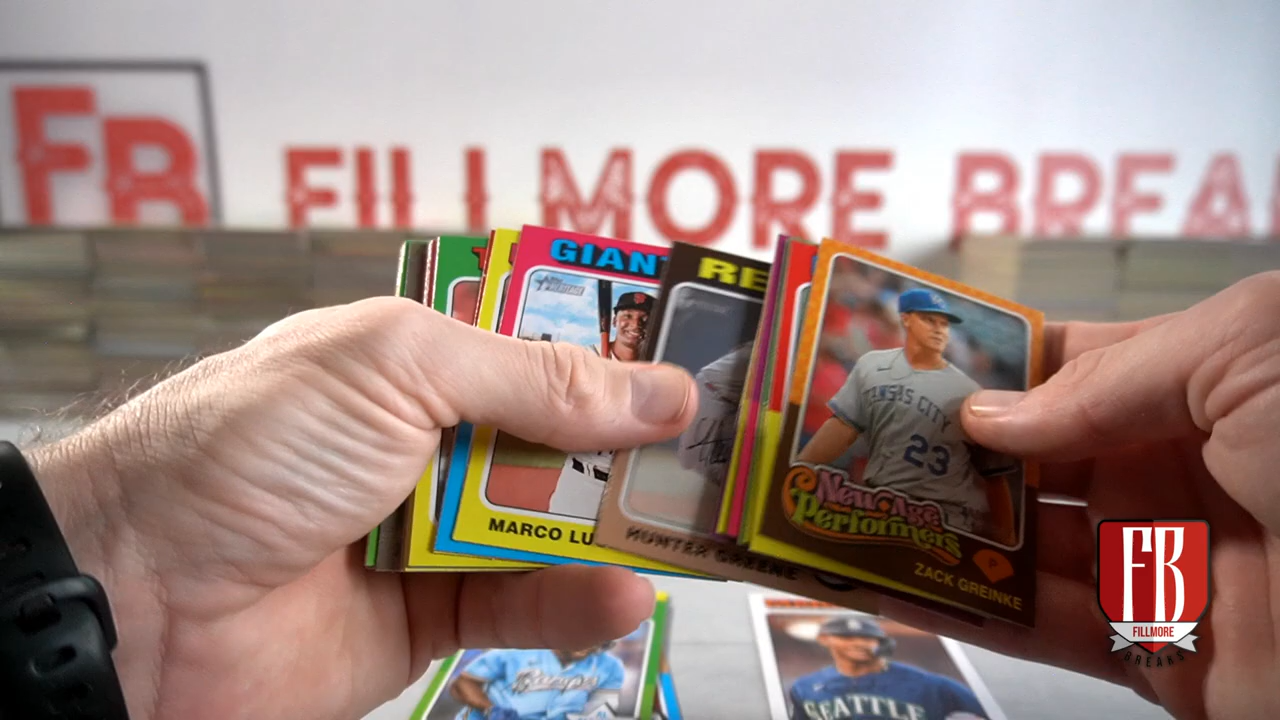 FB
FILLMORE BREA
GIANT
HERITAGE
RE
KANSAS CITY
23
New Age
Performers
ZACK GREINKE
MARCO LU
HUNTER GREENE
SEATTLE
FB
FILLMORE
BREAKS